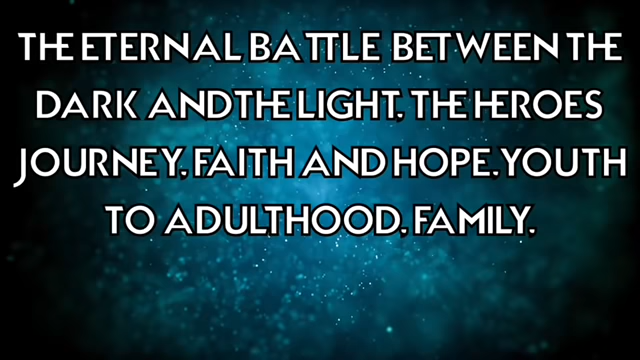 THE ETERNAL BATTLE BETWEEN THE
DARK AND THE LIGHT. THE HEROES
JOURNEY. FAITH AND HOPE. YOUTH
TO ADULTHOOD. FAMILY.